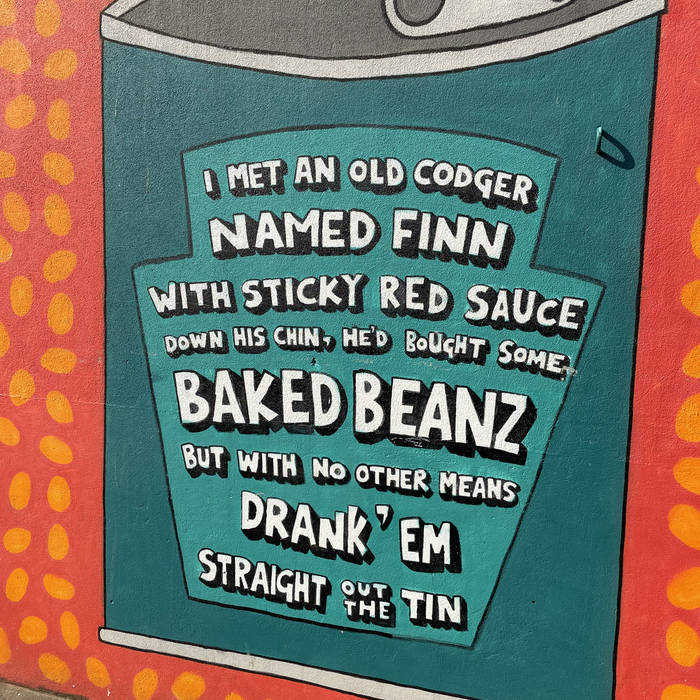 I MET AN OLD CODGER
NAMED FINN
WITH STICKY RED SAUCE
DOWN HIS CHIN, HE'D BOUGHT SOME
BAKED BEANZ
BUT WITH NO OTHER MEANS
DRANK 'EM
STRAIGHT OUT THE TIN